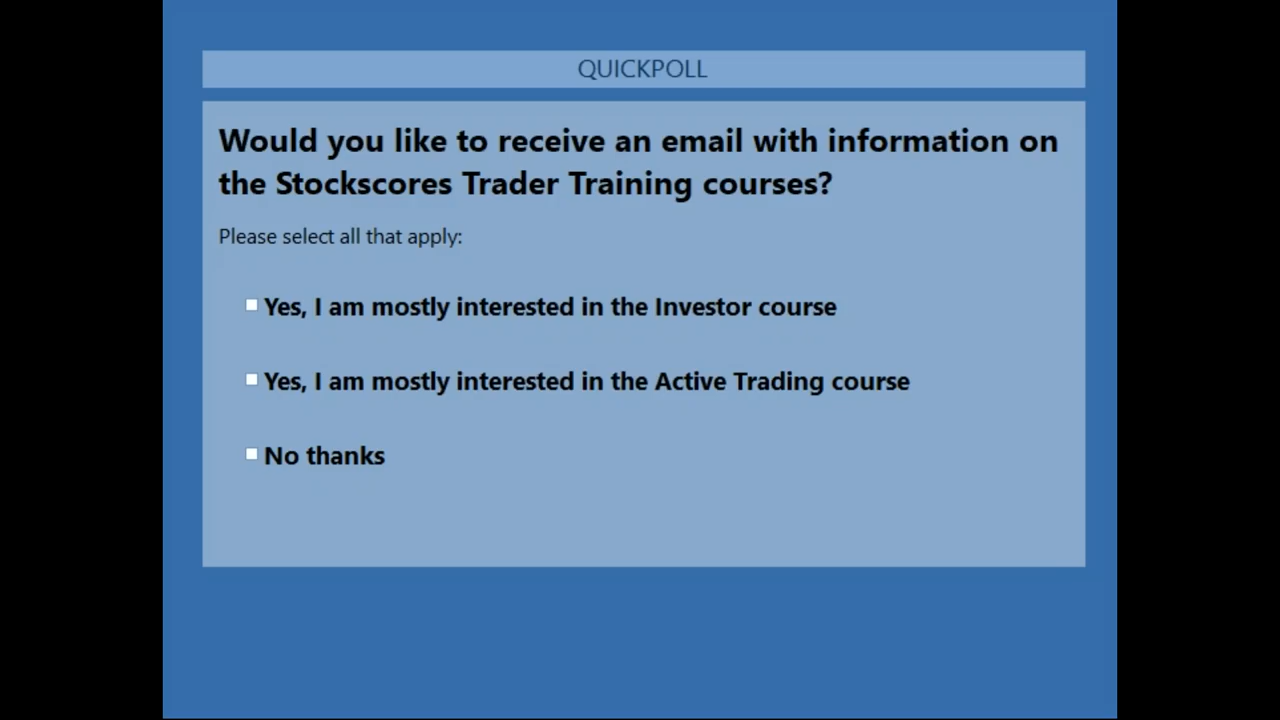 QUICKPOLL
Would you like to receive an email with information on
the Stockscores Trader Training courses?
Please select all that apply:
Yes, I am mostly interested in the Investor course
Yes, I am mostly interested in the Active Trading course
No thanks